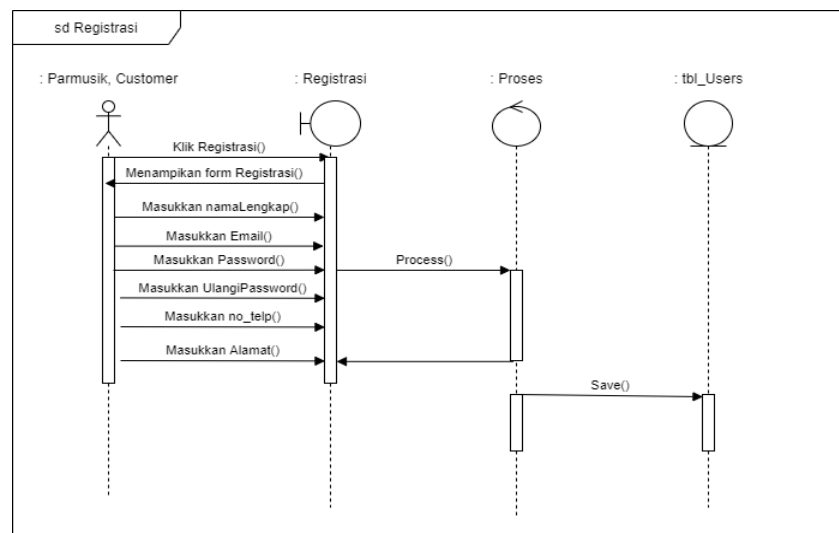 sd Registrasi
: Parmusik, Customer
: Registrasi
: Proses
: tbl_Users
Klik Registrasi()
Menampikan form Registrasi()
Masukkan namaLengkap()
Masukkan Email()
Masukkan Password()
Process()
Masukkan UlangiPassword()
Masukkan no_telp()
Masukkan Alamat()
Save()